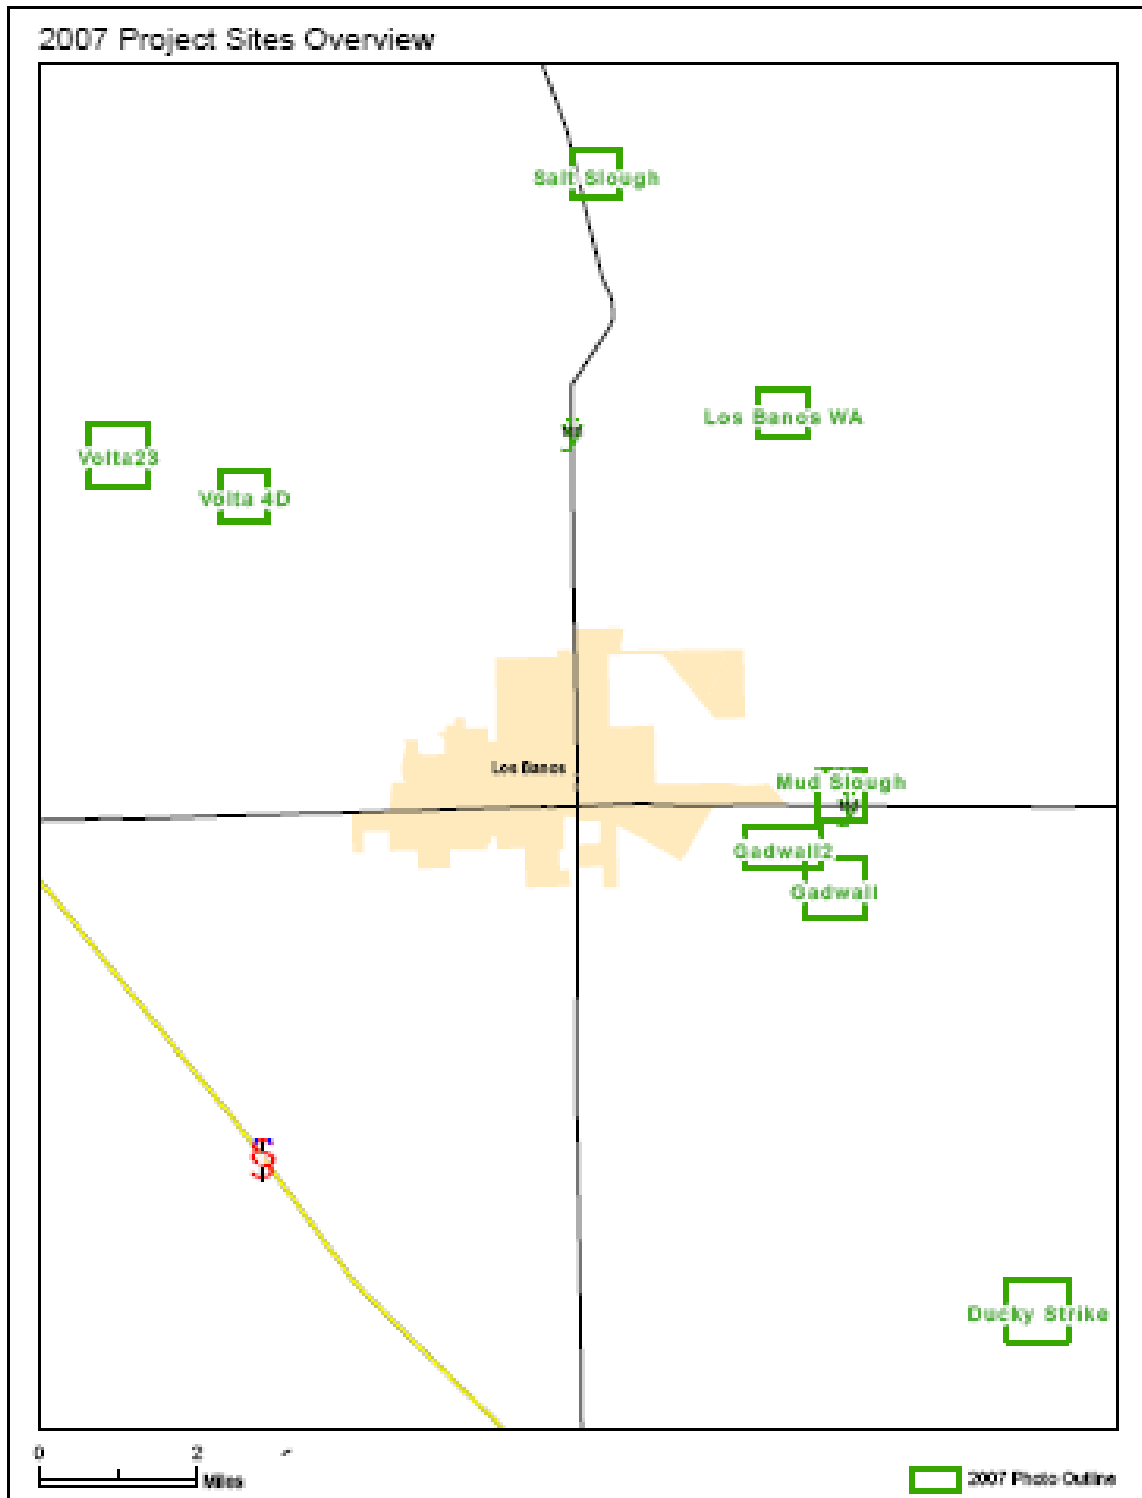 2007 Project Sites Overview
Salt Slough
Los Banos WA
Volta23
Volta 4D
Los Banos
Mud Slough
Gadwall2
Gadwall
Ducky Strike
0 2
Miles
2007 Photo Outline